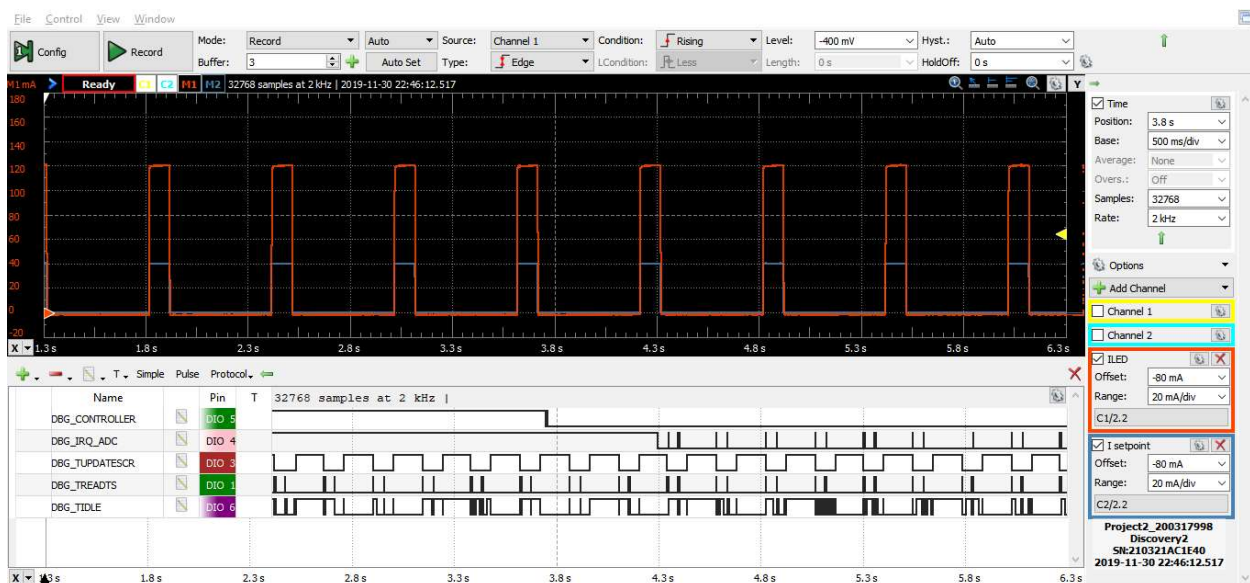 File Control View Window
Config Record Mode: Record Auto Source: Channel 1 Condition: Rising Level: -400 mV Hyst.: Auto
Buffer: 3 Auto Set Type: Edge LCondition: Less Length: 0 s HoldOff: 0 s
M1 mA Ready C1 C2 M1 M2 32768 samples at 2 kHz | 2019-11-30 22:46:12.517 Y
180
160
140
120
100
80
60
40
20
0
-20
X 1.3 s 1.8 s 2.3 s 2.8 s 3.3 s 3.8 s 4.3 s 4.8 s 5.3 s 5.8 s 6.3 s
Time
Position: 3.8 s
Base: 500 ms/div
Average: None
Overs.: Off
Samples: 32768
Rate: 2 kHz
Options
Add Channel
Channel 1
Channel 2
ILED
Offset: -80 mA
Range: 20 mA/div
C1/2.2
I setpoint
Offset: -80 mA
Range: 20 mA/div
C2/2.2
Project2_200317998
Discovery2
SN:210321AC1E40
2019-11-30 22:46:12.517
T Simple Pulse Protocol
Name Pin T 32768 samples at 2 kHz |
DBG_CONTROLLER DIO 5
DBG_IRQ_ADC DIO 4
DBG_TUPDATESCR DIO 3
DBG_TREADTS DIO 1
DBG_TIDLE DIO 6
X 1.3 s 1.8 s 2.3 s 2.8 s 3.3 s 3.8 s 4.3 s 4.8 s 5.3 s 5.8 s 6.3 s